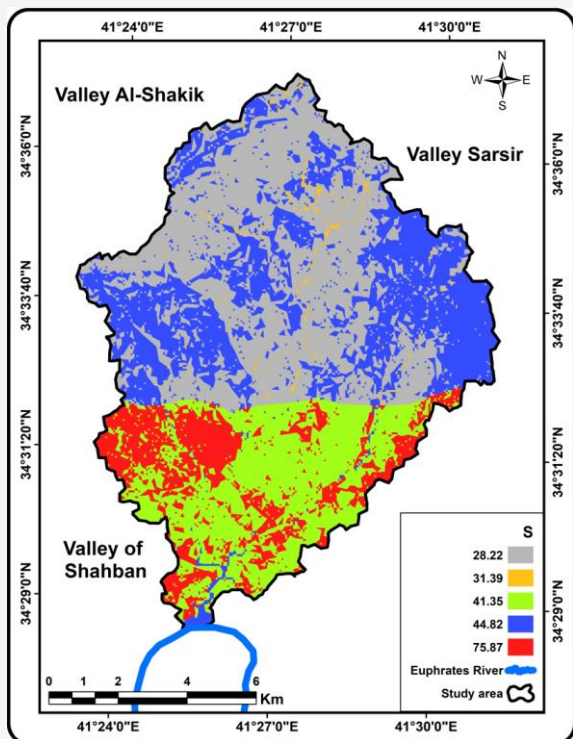 41°24'0"E 41°27'0"E 41°30'0"E
Valley Al-Shakik
N
W E
S
34°36'0"N
34°36'0"N
Valley Sarsir
34°33'40"N
34°33'40"N
34°31'20"N
34°31'20"N
S
28.22
31.39
41.35
44.82
75.87
Euphrates River
Study area
Valley of
Shahban
34°29'0"N
34°29'0"N
0 1 2 4 6
Km
41°24'0"E 41°27'0"E 41°30'0"E